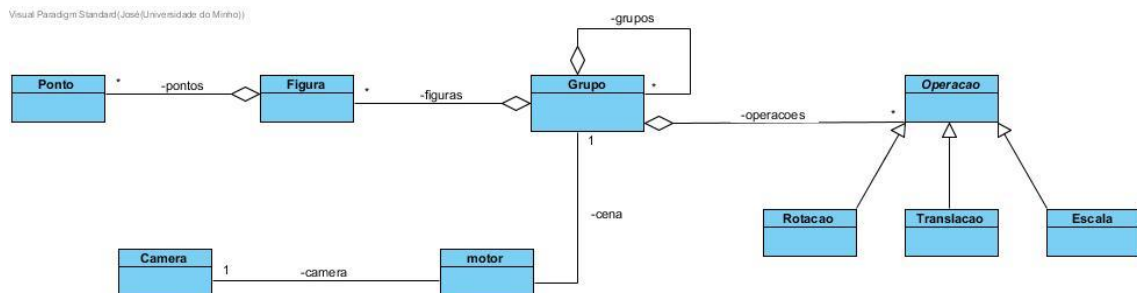 Visual Paradigm Standard(José(Universidade do Minho))
-grupos
Ponto
*
-pontos
Figura
*
-figuras
Grupo
*
-operacoes
*
Operacao
1
-cena
Rotacao
Translacao
Escala
Camera
1
-camera
motor